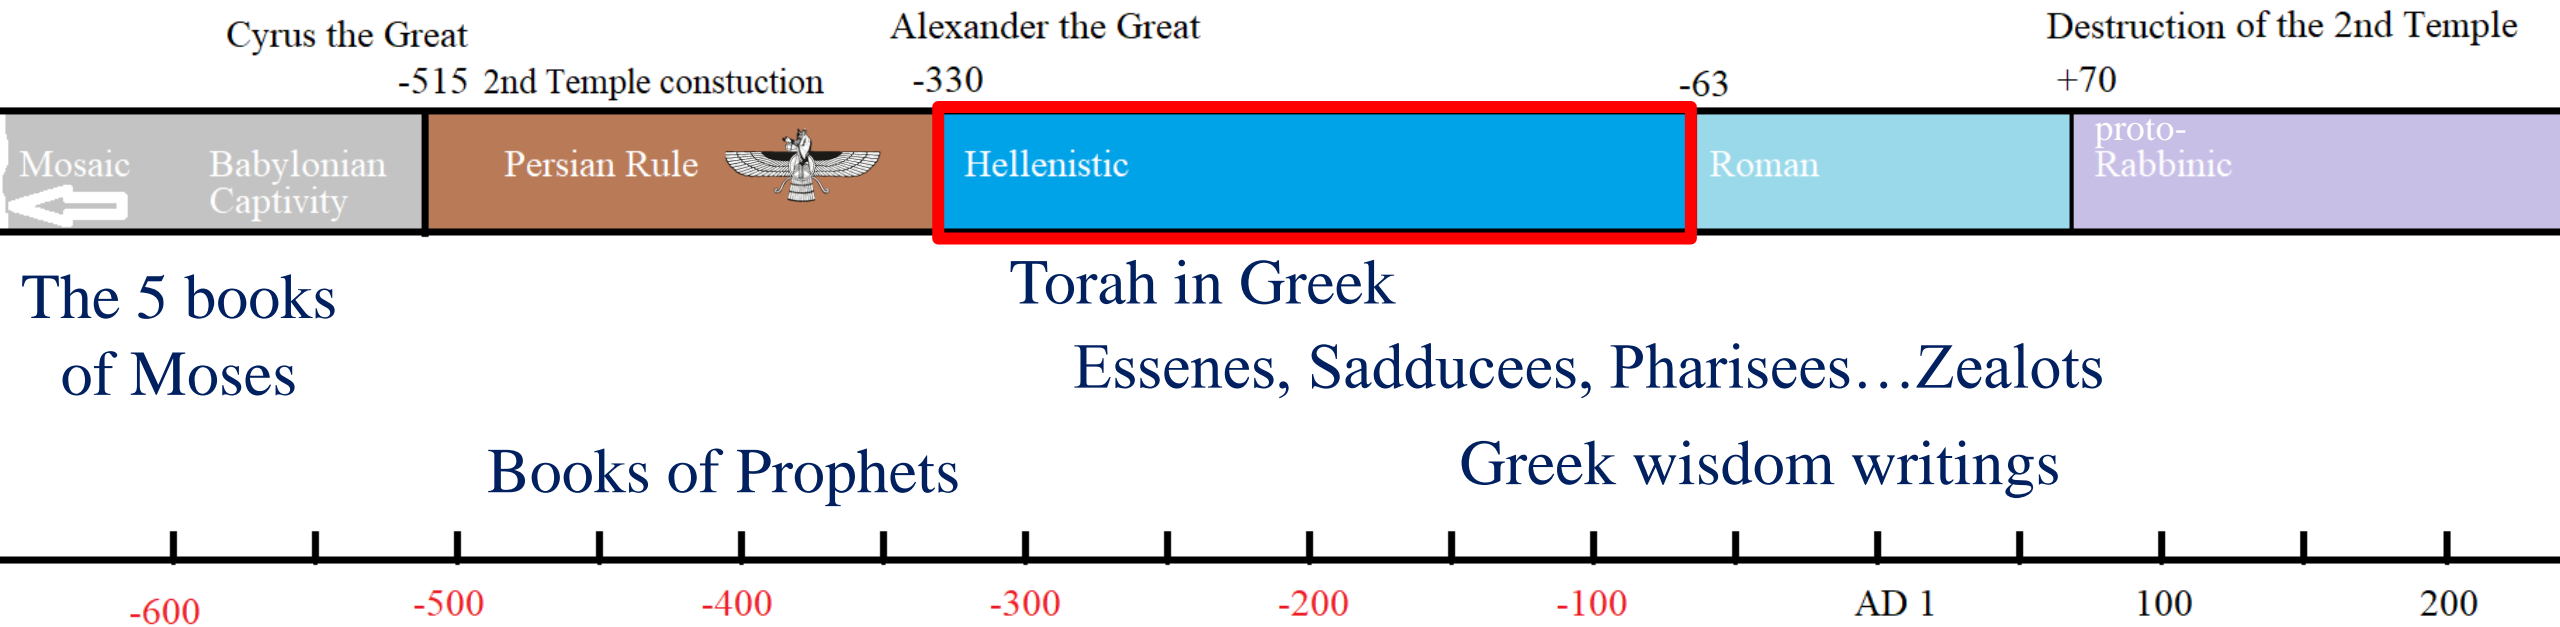 Cyrus the Great
Alexander the Great
Destruction of the 2nd Temple
-515 2nd Temple constuction
-330
-63
+70
Mosaic
Babylonian
Captivity
Persian Rule
Hellenistic
Roman
proto-
Rabbinic
The 5 books
of Moses
Torah in Greek
Essenes, Sadducees, Pharisees…Zealots
Books of Prophets
Greek wisdom writings
-600
-500
-400
-300
-200
-100
AD 1
100
200